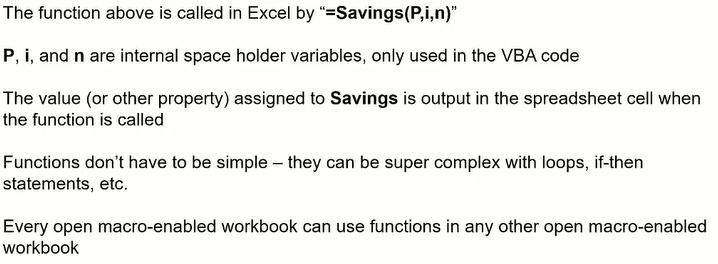 The function above is called in Excel by “=Savings(P,i,n)”
P, i, and n are internal space holder variables, only used in the VBA code
The value (or other property) assigned to Savings is output in the spreadsheet cell when
the function is called
Functions don’t have to be simple – they can be super complex with loops, if-then
statements, etc.
Every open macro-enabled workbook can use functions in any other open macro-enabled
workbook